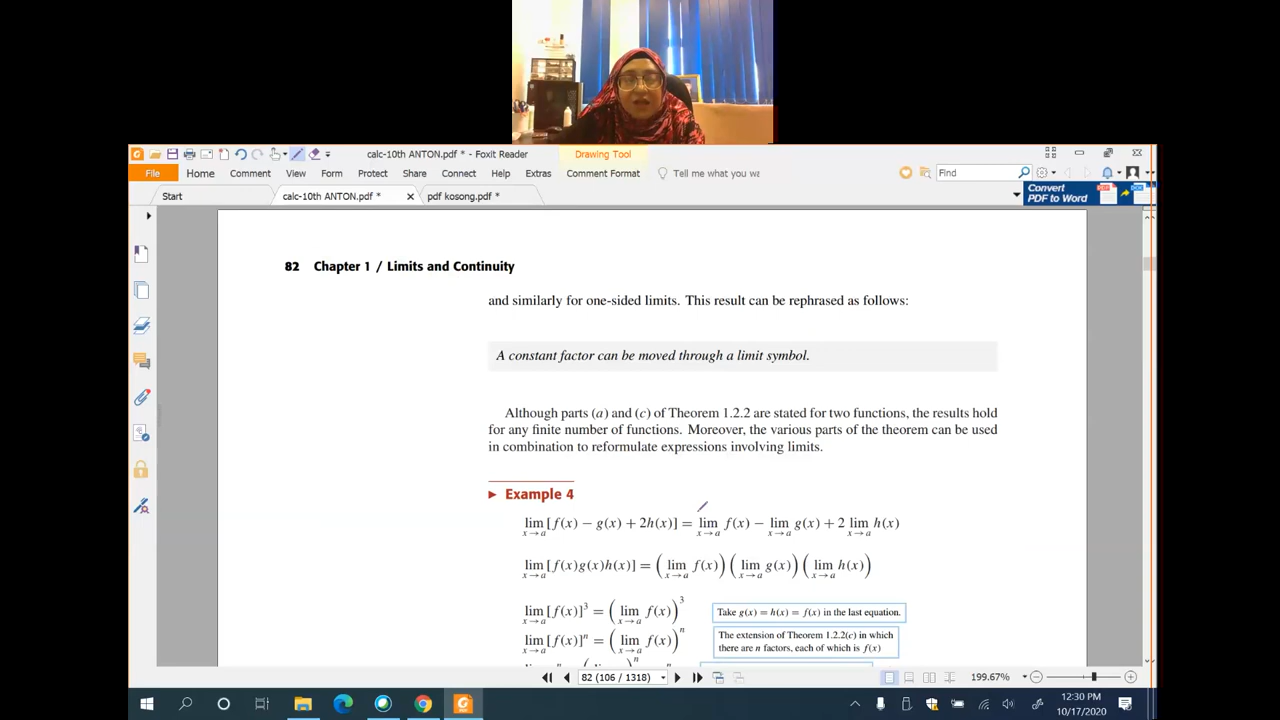 calc-10th ANTON.pdf * - Foxit Reader
Drawing Tool
File Home Comment View Form Protect Share Connect Help Extras Comment Format Tell me what you wa Find
Start calc-10th ANTON.pdf * pdf kosong.pdf *
Convert
PDF to Word
82 Chapter 1 / Limits and Continuity
and similarly for one-sided limits. This result can be rephrased as follows:
A constant factor can be moved through a limit symbol.
Although parts (a) and (c) of Theorem 1.2.2 are stated for two functions, the results hold
for any finite number of functions. Moreover, the various parts of the theorem can be used
in combination to reformulate expressions involving limits.
► Example 4
lim x→a [f(x) − g(x) + 2h(x)] = lim x→a f(x) − lim x→a g(x) + 2 lim x→a h(x)
lim x→a [f(x)g(x)h(x)] = (lim x→a f(x)) (lim x→a g(x)) (lim x→a h(x))
lim x→a [f(x)]³ = (lim x→a f(x))³ Take g(x) = h(x) = f(x) in the last equation.
lim x→a [f(x)]ⁿ = (lim x→a f(x))ⁿ The extension of Theorem 1.2.2(c) in which
there are n factors, each of which is f(x)
82 (106 / 1318) 199.67%
12:30 PM
10/17/2020